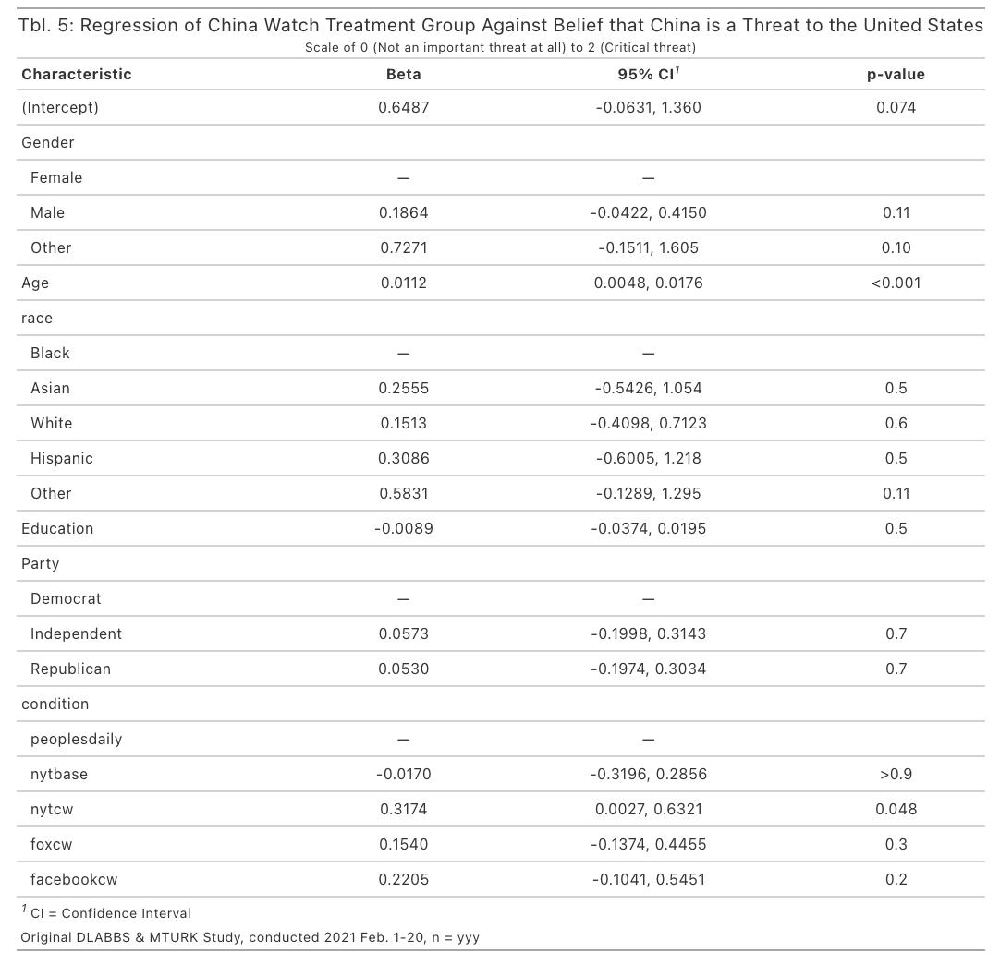 Tbl. 5: Regression of China Watch Treatment Group Against Belief that China is a Threat to the United States
Scale of 0 (Not an important threat at all) to 2 (Critical threat)
Characteristic Beta 95% CI1 p-value
(Intercept) 0.6487 -0.0631, 1.360 0.074
Gender
Female — —
Male 0.1864 -0.0422, 0.4150 0.11
Other 0.7271 -0.1511, 1.605 0.10
Age 0.0112 0.0048, 0.0176 <0.001
race
Black — —
Asian 0.2555 -0.5426, 1.054 0.5
White 0.1513 -0.4098, 0.7123 0.6
Hispanic 0.3086 -0.6005, 1.218 0.5
Other 0.5831 -0.1289, 1.295 0.11
Education -0.0089 -0.0374, 0.0195 0.5
Party
Democrat — —
Independent 0.0573 -0.1998, 0.3143 0.7
Republican 0.0530 -0.1974, 0.3034 0.7
condition
peoplesdaily — —
nytbase -0.0170 -0.3196, 0.2856 >0.9
nytcw 0.3174 0.0027, 0.6321 0.048
foxcw 0.1540 -0.1374, 0.4455 0.3
facebookcw 0.2205 -0.1041, 0.5451 0.2
1 CI = Confidence Interval
Original DLABBS & MTURK Study, conducted 2021 Feb. 1-20, n = yyy